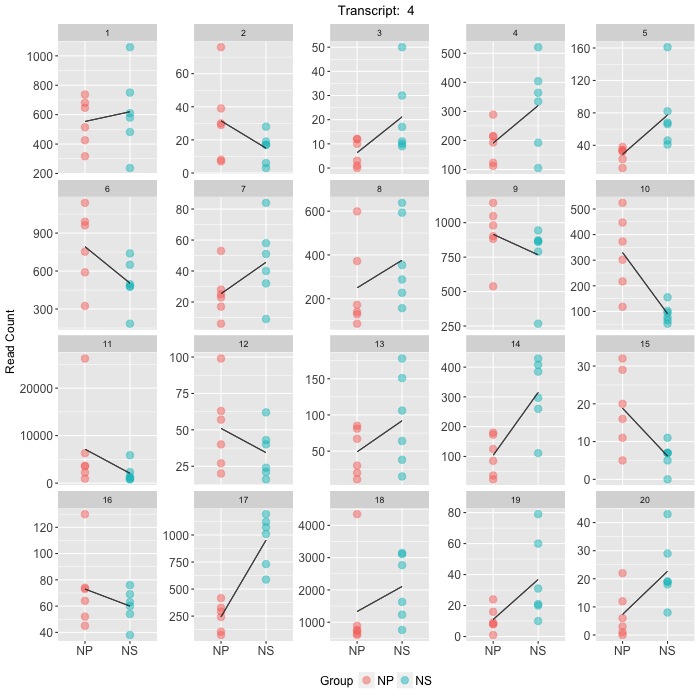 Transcript: 4
1 2 3 4 5
1000 800 600 400 200
60 40 20 0
50 40 30 20 10 0
500 400 300 200 100
160 120 80 40
6 7 8 9 10
900 600 300
80 60 40 20
600 400 200
1000 750 500 250
500 400 300 200 100
Read Count
11 12 13 14 15
20000 10000 0
100 75 50 25
150 100 50
400 300 200 100
30 20 10 0
16 17 18 19 20
120 100 80 60 40
1000 750 500 250
4000 3000 2000 1000
80 60 40 20 0
40 30 20 10 0
NP NS NP NS NP NS NP NS NP NS
Group NP NS